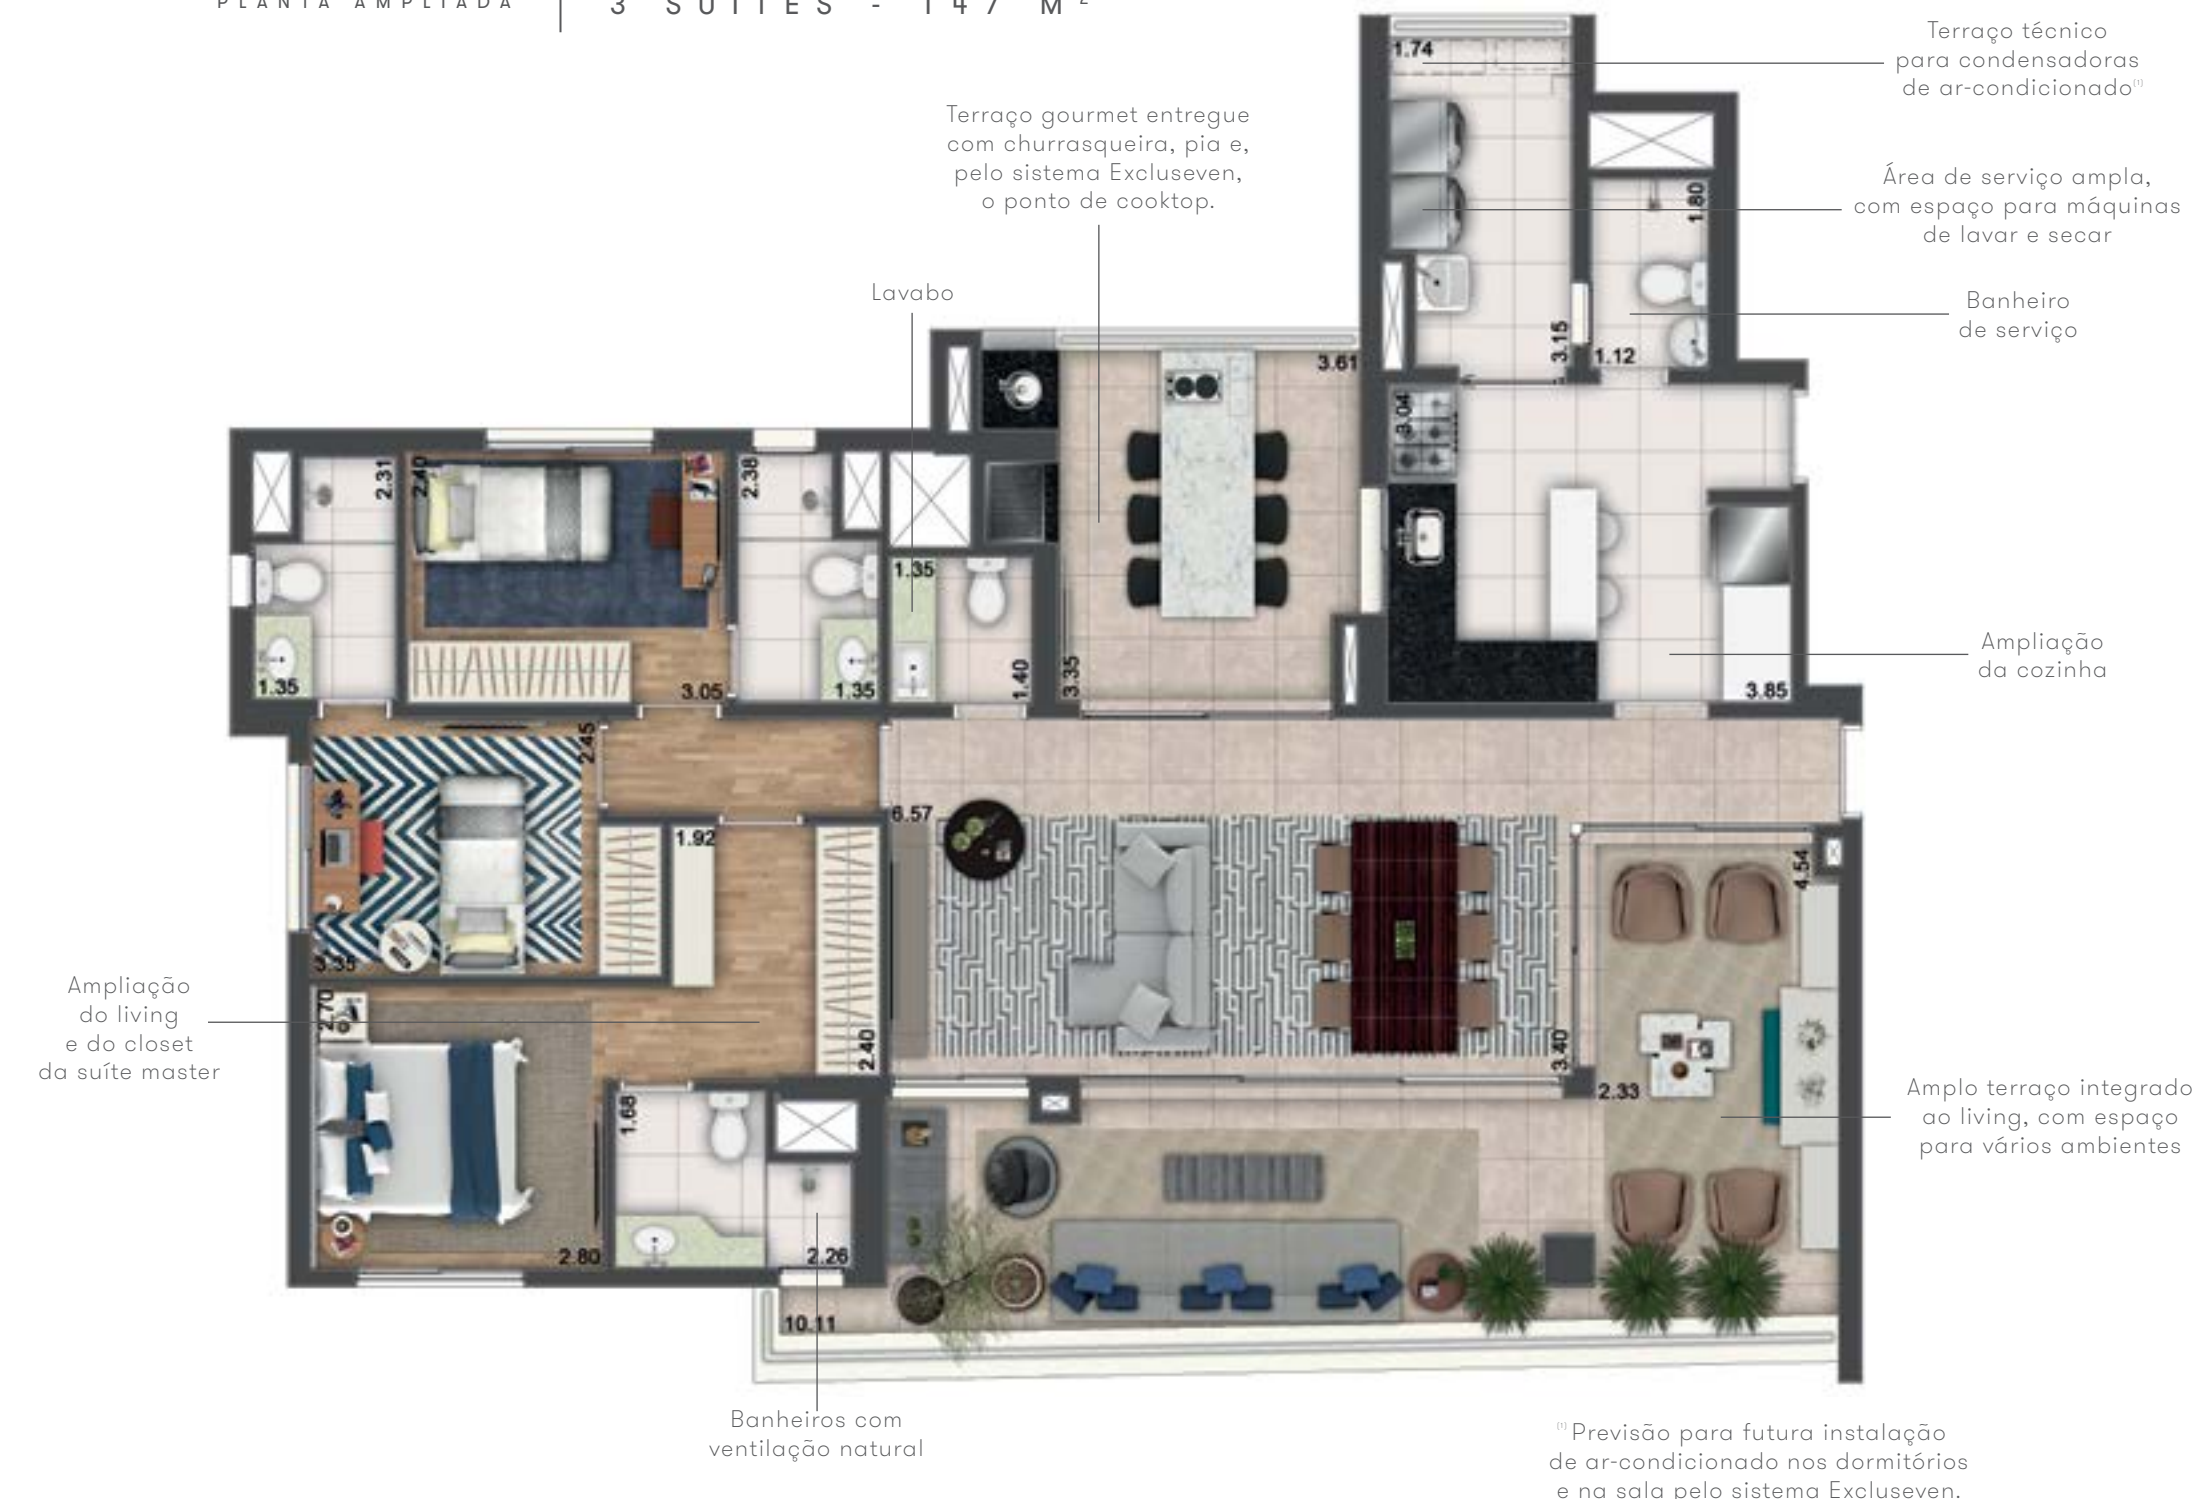 PLANTA AMPLIADA
3 SUÍTES - 147 M²
Terraço técnico
para condensadoras
de ar-condicionado⁽¹⁾
Terraço gourmet entregue
com churrasqueira, pia e,
pelo sistema Excluseven,
o ponto de cooktop.
Área de serviço ampla,
com espaço para máquinas
de lavar e secar
Lavabo
Banheiro
de serviço
Ampliação
da cozinha
Ampliação
do living
e do closet
da suíte master
Amplo terraço integrado
ao living, com espaço
para vários ambientes
Banheiros com
ventilação natural
⁽¹⁾ Previsão para futura instalação
de ar-condicionado nos dormitórios
e na sala pelo sistema Excluseven.
1.74
1.80
3.15
1.12
3.61
3.04
2.31
2.40
2.38
1.35
1.35
3.05
1.35
1.40
3.35
3.85
2.45
6.57
1.92
4.54
3.35
2.70
2.40
3.40
2.33
1.68
2.80
2.26
10.11